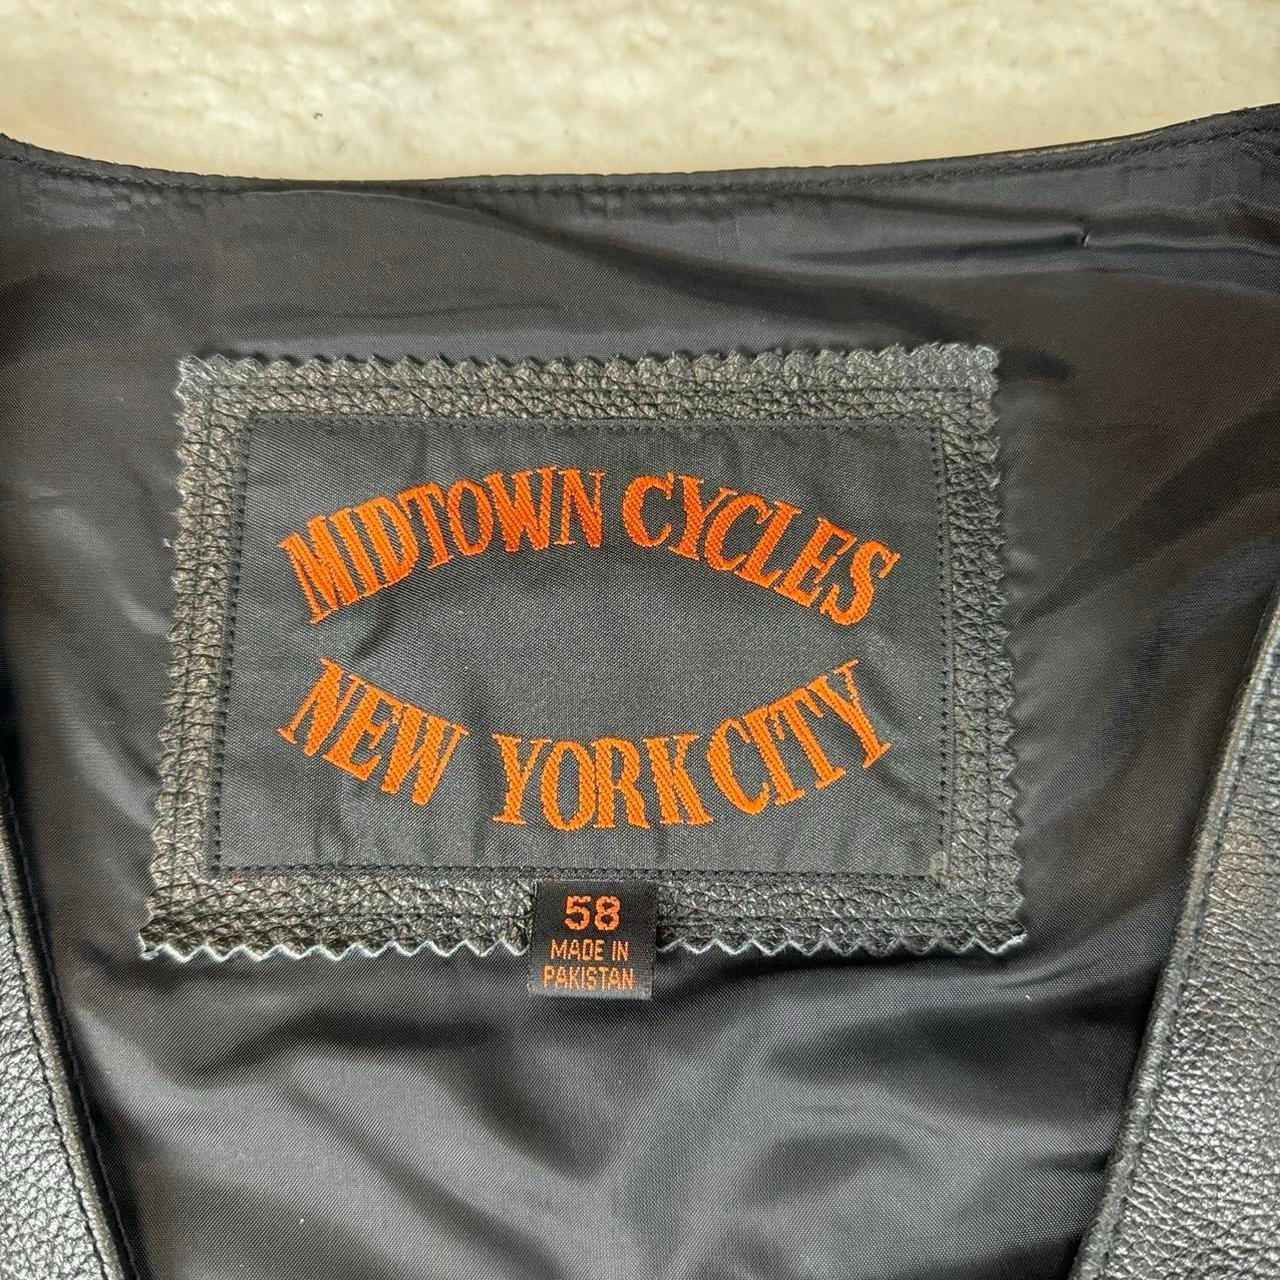 MIDTOWN CYCLES
NEW YORK CITY
58
MADE IN
PAKISTAN